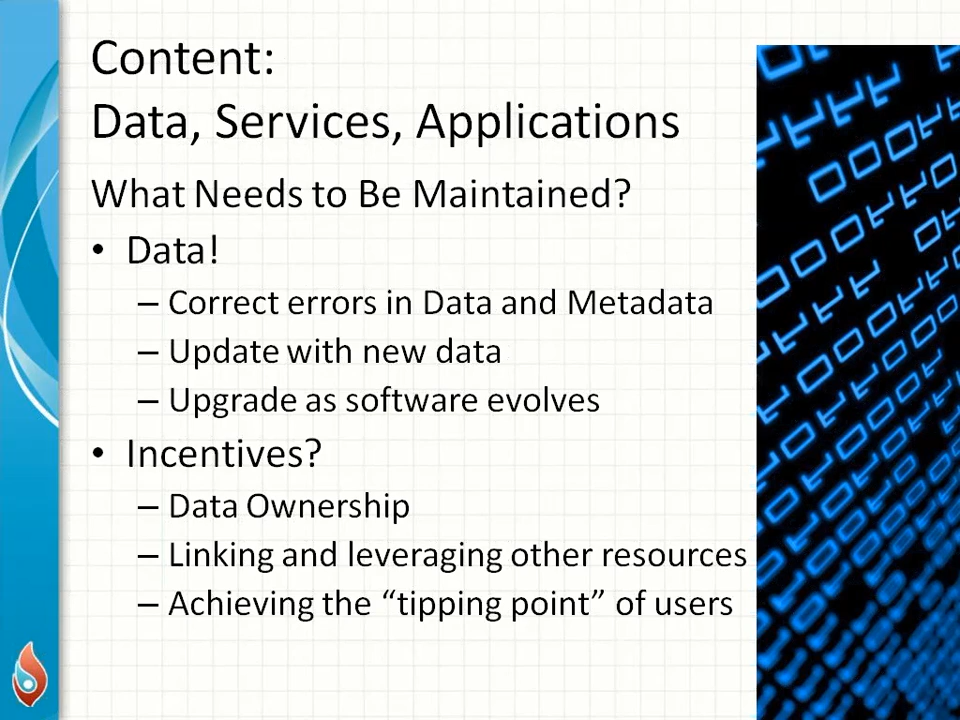 Content:
Data, Services, Applications
What Needs to Be Maintained?
• Data!
– Correct errors in Data and Metadata
– Update with new data
– Upgrade as software evolves
• Incentives?
– Data Ownership
– Linking and leveraging other resources
– Achieving the “tipping point” of users